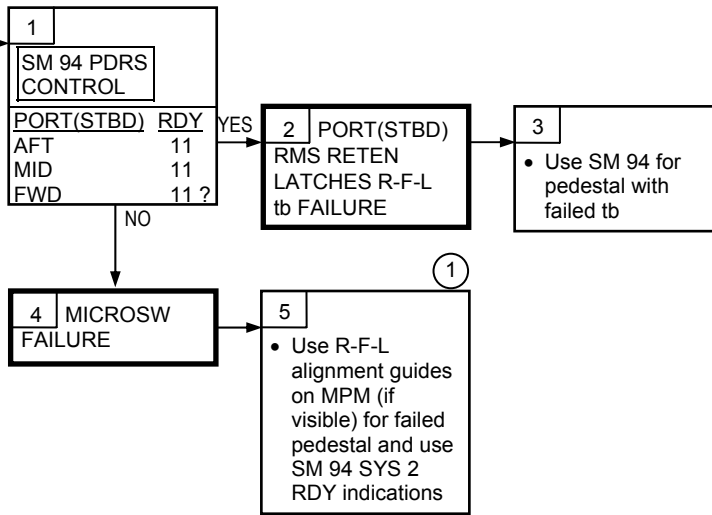 1
SM 94 PDRS
CONTROL
PORT(STBD) RDY
AFT 11
MID 11
FWD 11 ?
YES
NO
2 PORT(STBD)
RMS RETEN
LATCHES R-F-L
tb FAILURE
3
• Use SM 94 for
pedestal with
failed tb
4 MICROSW
FAILURE
1
5
• Use R-F-L
alignment guides
on MPM (if
visible) for failed
pedestal and use
SM 94 SYS 2
RDY indications